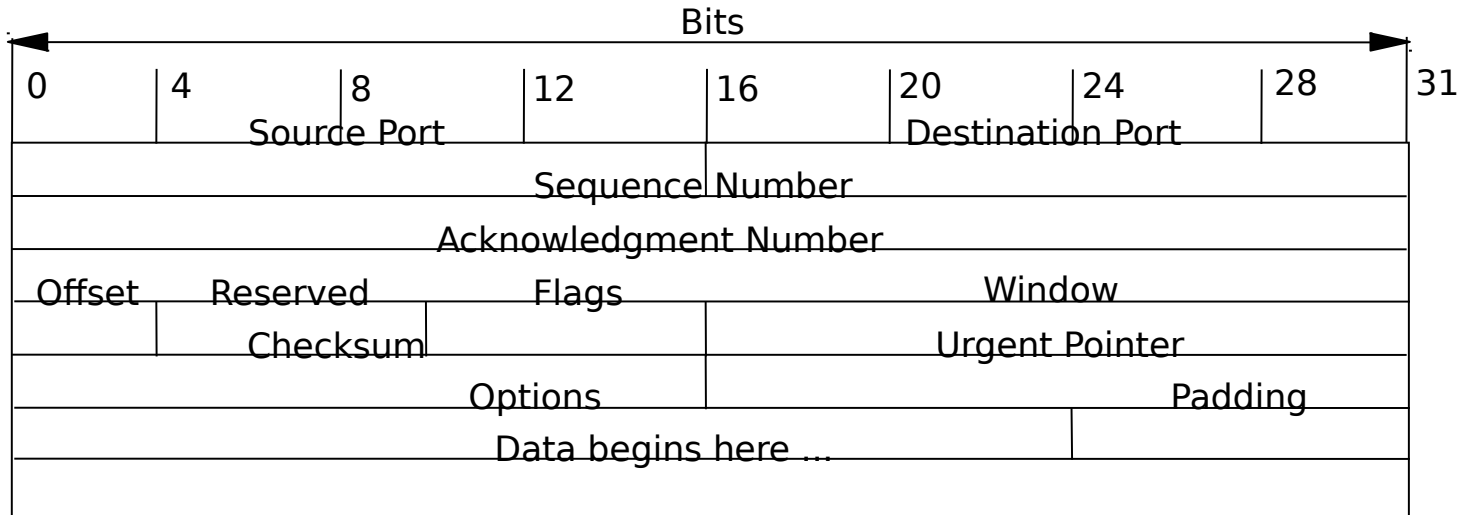 Bits
0 4 8 12 16 20 24 28 31
Source Port Destination Port
Sequence Number
Acknowledgment Number
Offset Reserved Flags Window
Checksum Urgent Pointer
Options Padding
Data begins here ...